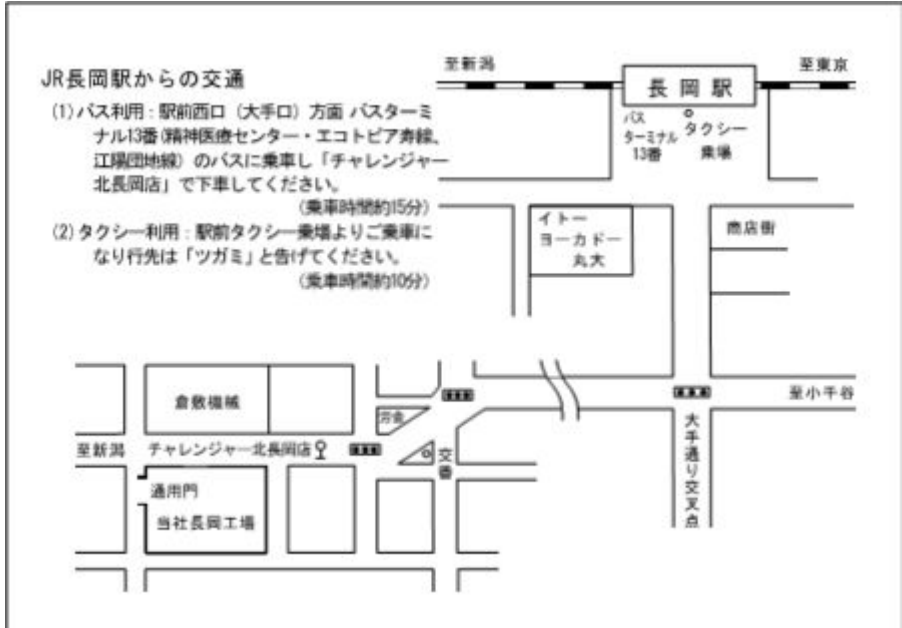 JR長岡駅からの交通
(1)バス利用：駅前西口（大手口）方面 バスターミ
ナル13番(精神医療センター・エコトピア寿線、
江陽団地線）のバスに乗車し「チャレンジャー
北長岡店」で下車してください。
(乗車時間約15分)
(2)タクシー利用：駅前タクシー乗場よりご乗車に
なり行先は「ツガミ」と告げてください。
(乗車時間約10分)
至新潟
長岡駅
至東京
バス
ターミナル
13番
タクシー
乗場
イトー
ヨーカドー
丸大
商店街
至小千谷
大手通り交叉点
倉敷機械
労金
至新潟
チャレンジャー北長岡店
交番
通用門
当社長岡工場